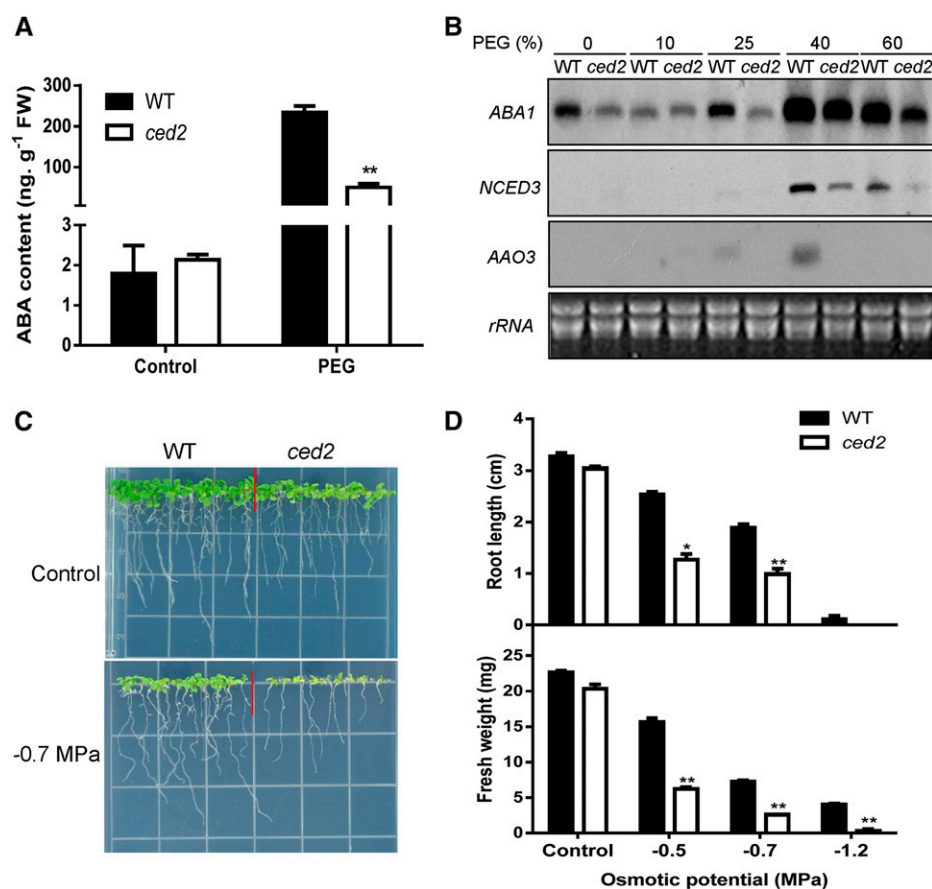 A
ABA content (ng. g⁻¹ FW)
300
200
100
3
2
1
0
WT
ced2
**
Control
PEG
B
PEG (%) 0 10 25 40 60
WT ced2 WT ced2 WT ced2 WT ced2 WT ced2
ABA1
NCED3
AAO3
rRNA
C
WT ced2
Control
-0.7 MPa
D
WT
ced2
Root length (cm)
4
3
2
1
0
*
**
Fresh weight (mg)
25
20
15
10
5
0
**
**
**
Control -0.5 -0.7 -1.2
Osmotic potential (MPa)